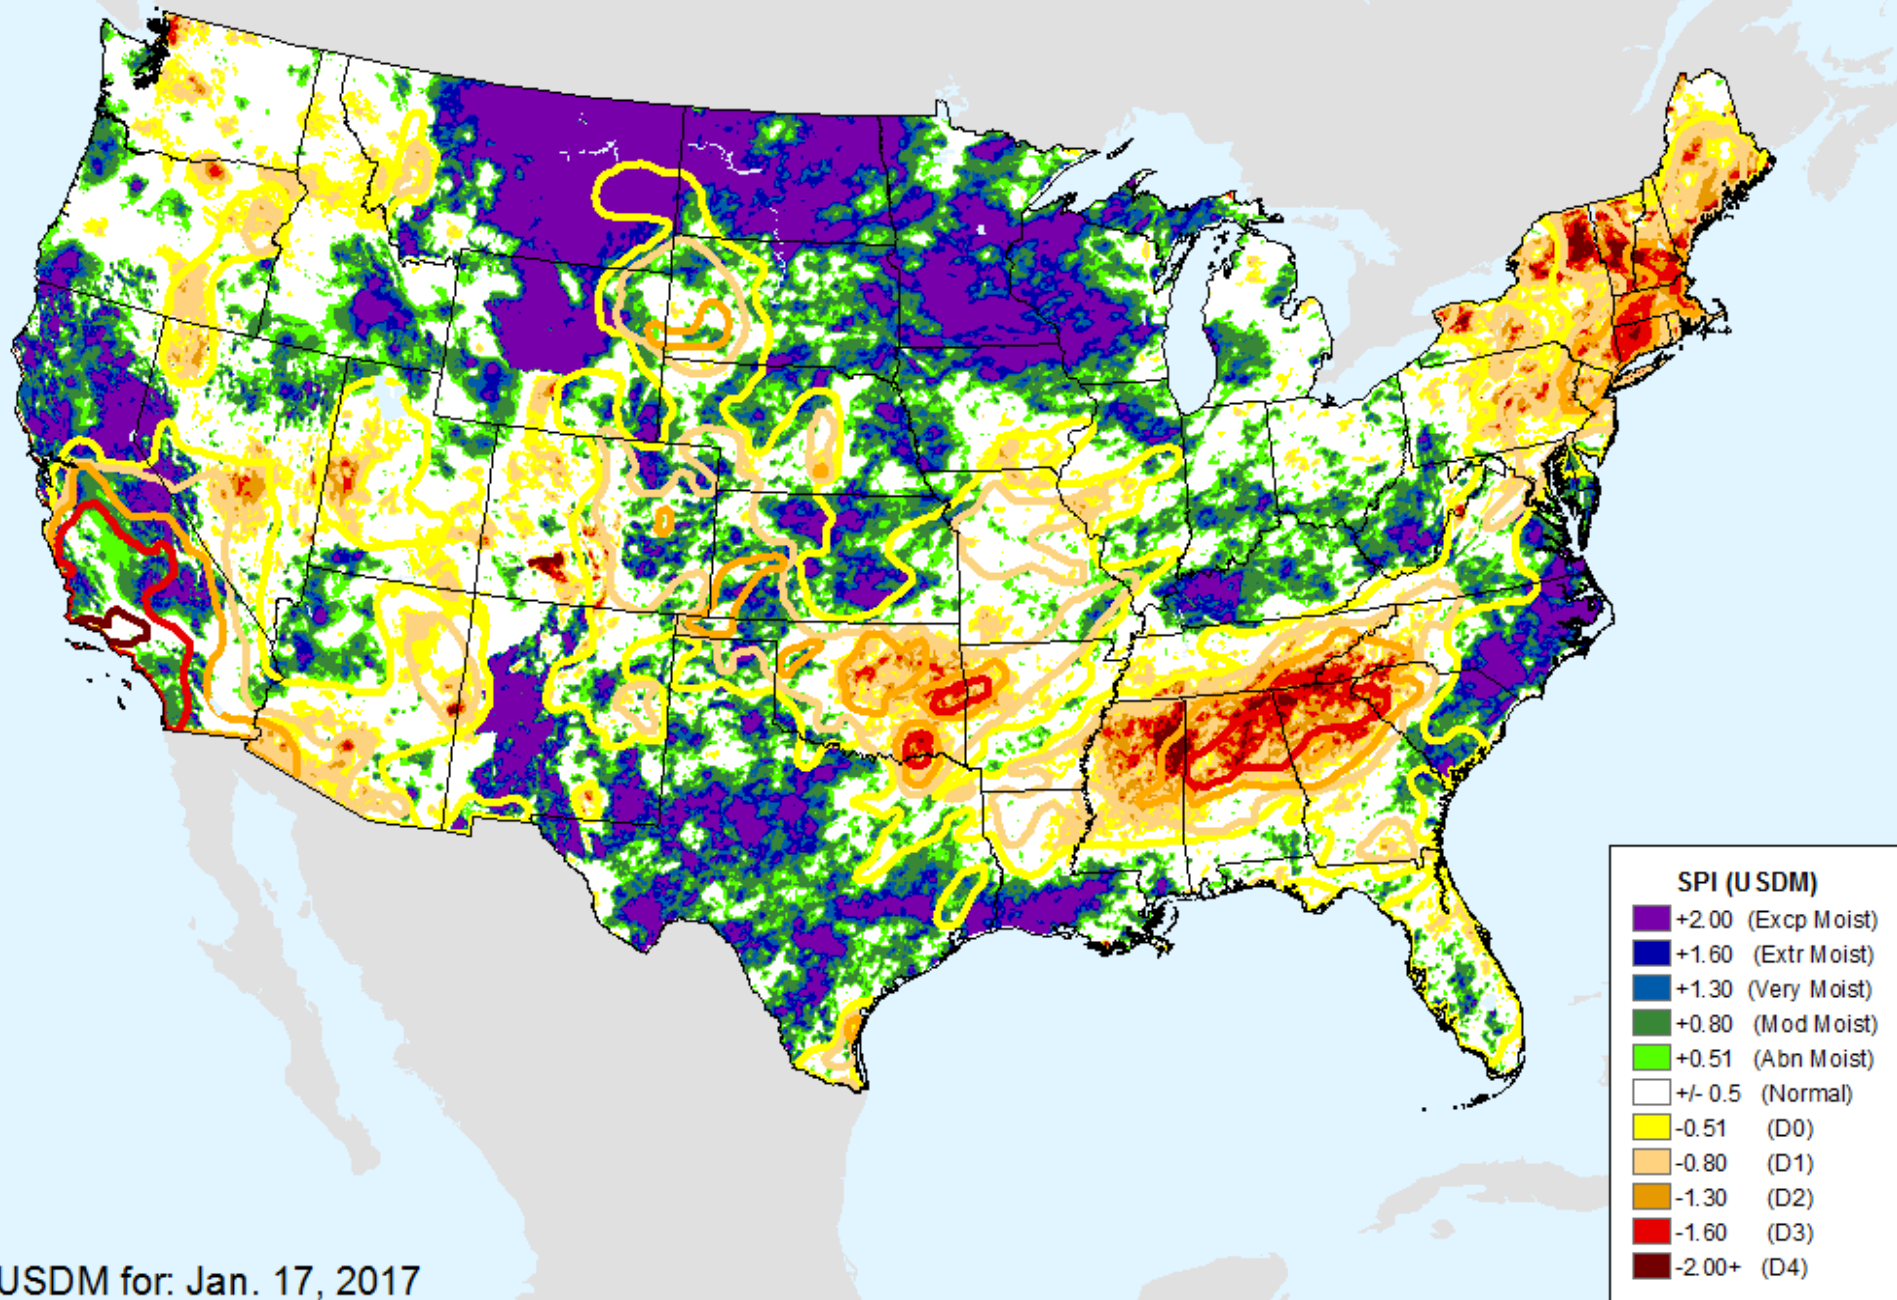 SPI (USDM)
+2.00 (Excp Moist)
+1.60 (Extr Moist)
+1.30 (Very Moist)
+0.80 (Mod Moist)
+0.51 (Abn Moist)
+/- 0.5 (Normal)
-0.51 (D0)
-0.80 (D1)
-1.30 (D2)
-1.60 (D3)
-2.00+ (D4)
USDM for: Jan. 17, 2017